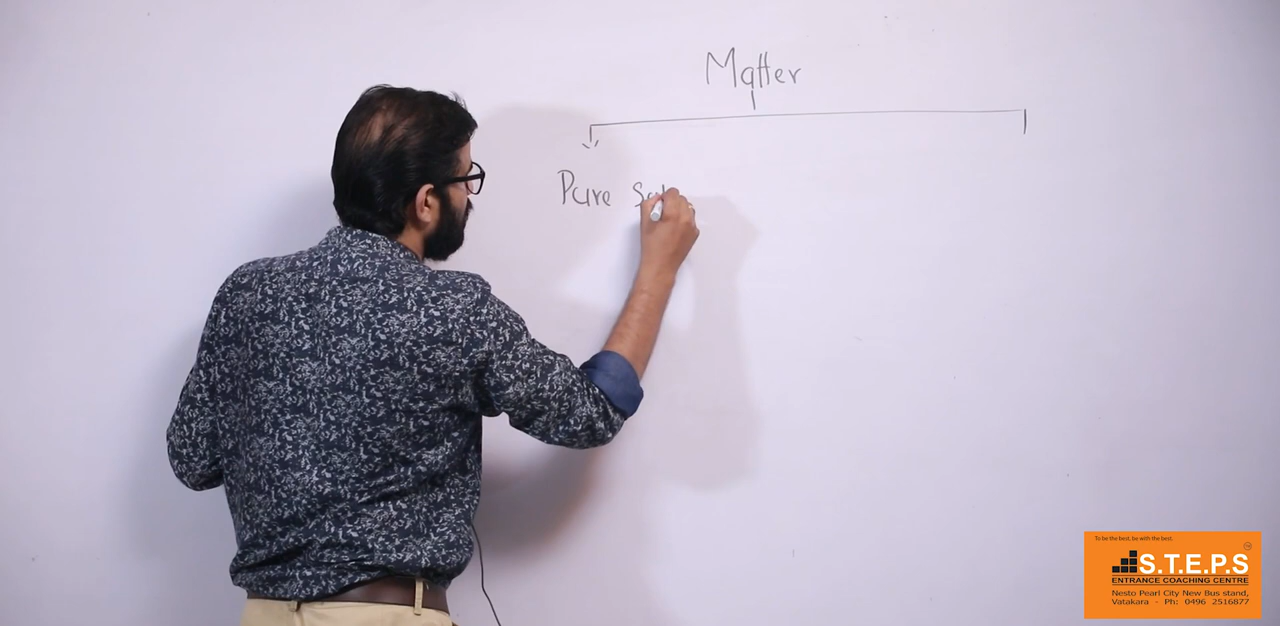 Matter
Pure
To be the best, be with the best.
S.T.E.P.S
ENTRANCE COACHING CENTRE
Nesto Pearl City New Bus stand,
Vatakara - Ph: 0496 2516877